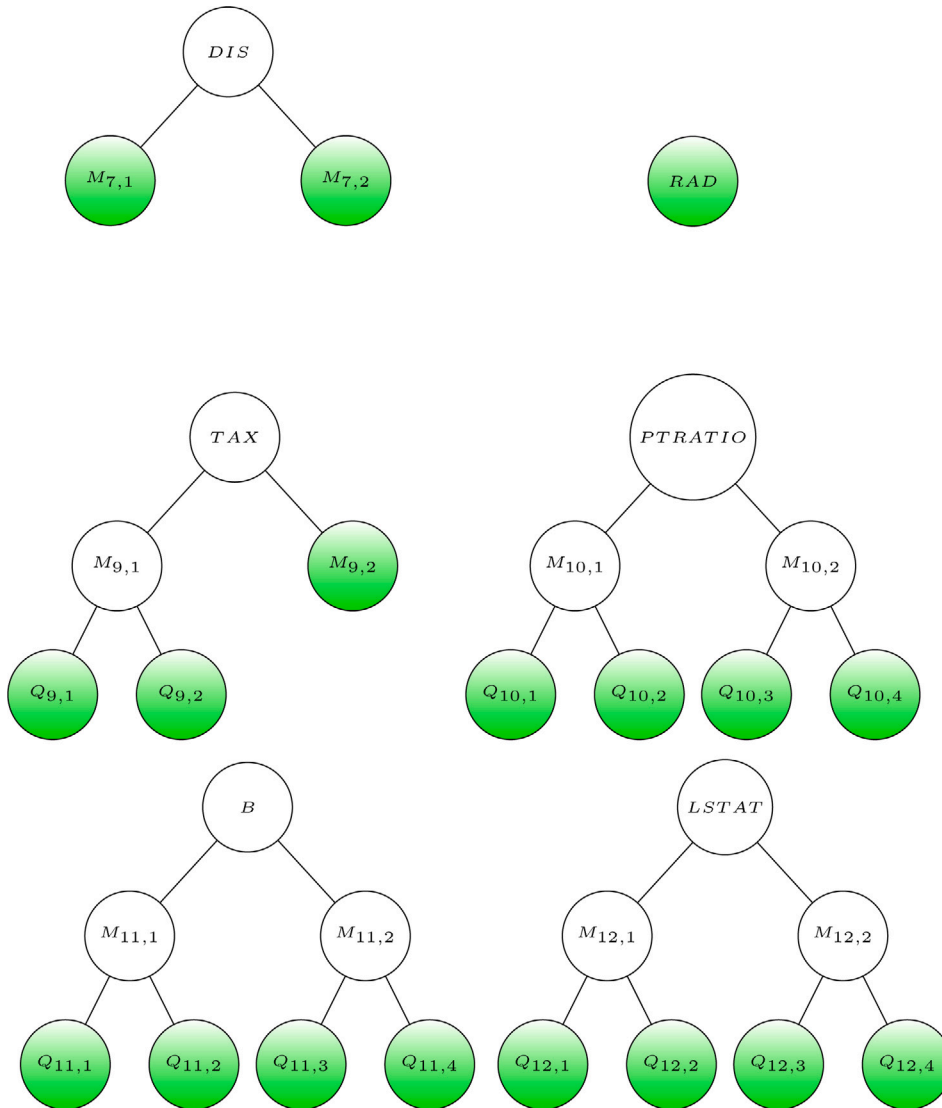 DIS
M7,1 M7,2 RAD
TAX PTRATIO
M9,1 M9,2 M10,1 M10,2
Q9,1 Q9,2 Q10,1 Q10,2 Q10,3 Q10,4
B LSTAT
M11,1 M11,2 M12,1 M12,2
Q11,1 Q11,2 Q11,3 Q11,4 Q12,1 Q12,2 Q12,3 Q12,4